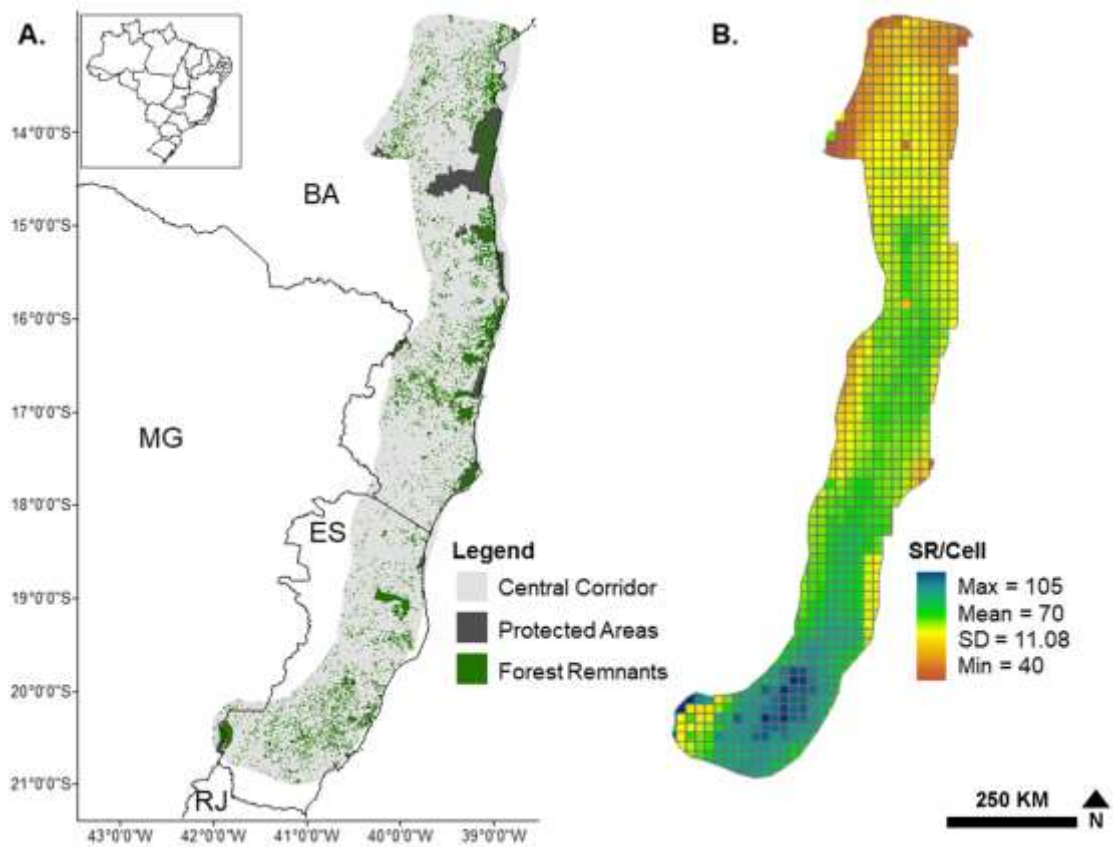 A.
B.
14°0'0"S
BA
15°0'0"S
16°0'0"S
17°0'0"S
MG
18°0'0"S
ES
Legend
Central Corridor
Protected Areas
Forest Remnants
19°0'0"S
20°0'0"S
21°0'0"S
RJ
43°0'0"W 42°0'0"W 41°0'0"W 40°0'0"W 39°0'0"W
SR/Cell
Max = 105
Mean = 70
SD = 11.08
Min = 40
250 KM
N